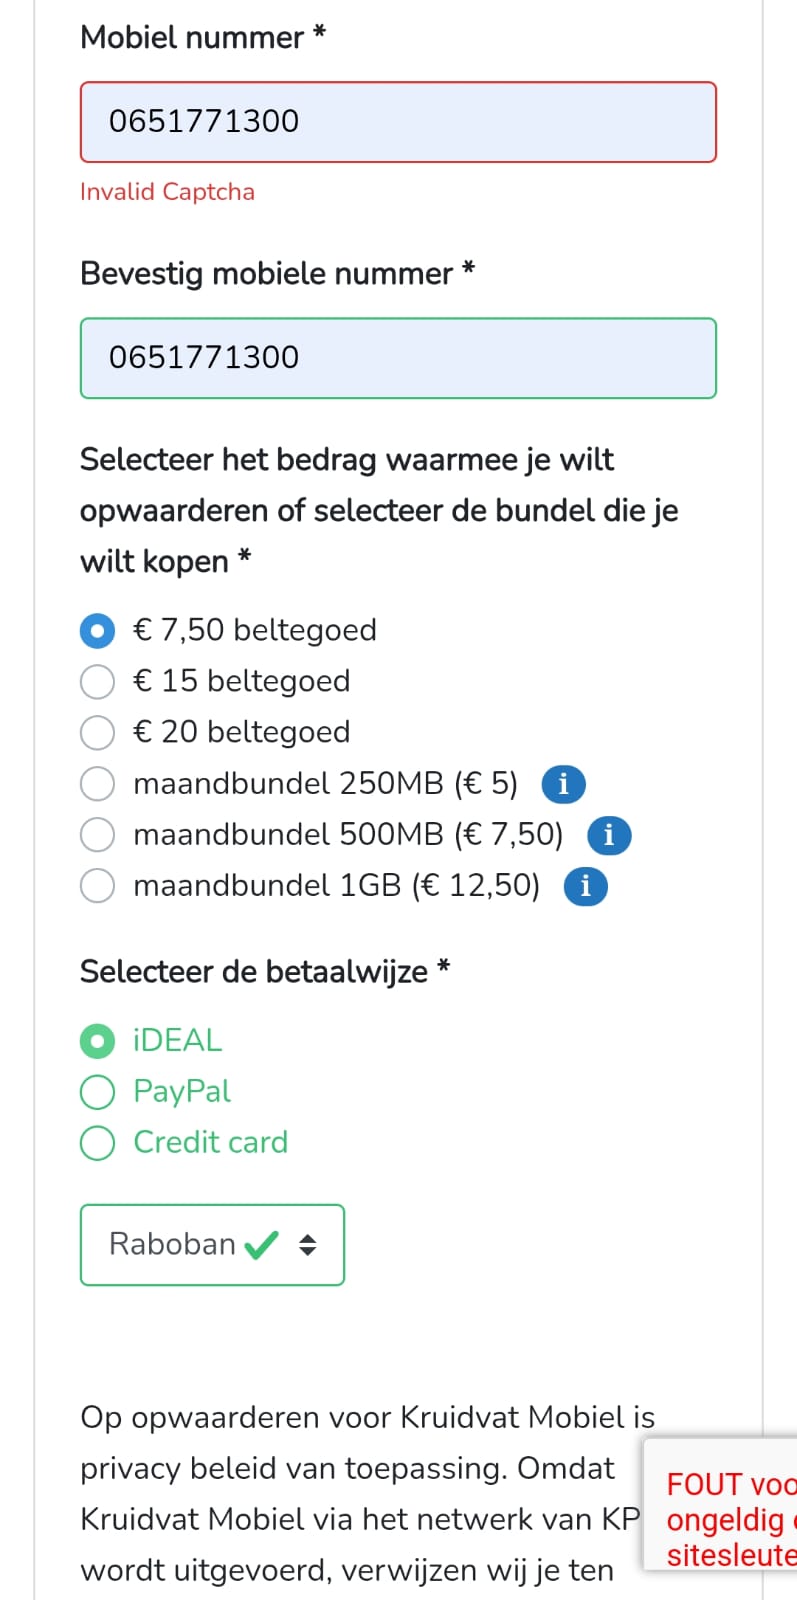 Mobiel nummer *
0651771300
Invalid Captcha
Bevestig mobiele nummer *
0651771300
Selecteer het bedrag waarmee je wilt
opwaarderen of selecteer de bundel die je
wilt kopen *
€ 7,50 beltegoed
€ 15 beltegoed
€ 20 beltegoed
maandbundel 250MB (€ 5) i
maandbundel 500MB (€ 7,50) i
maandbundel 1GB (€ 12,50) i
Selecteer de betaalwijze *
iDEAL
PayPal
Credit card
Raboban
Op opwaarderen voor Kruidvat Mobiel is
privacy beleid van toepassing. Omdat
Kruidvat Mobiel via het netwerk van KP
wordt uitgevoerd, verwijzen wij je ten
FOUT voo
ongeldig
sitesleute